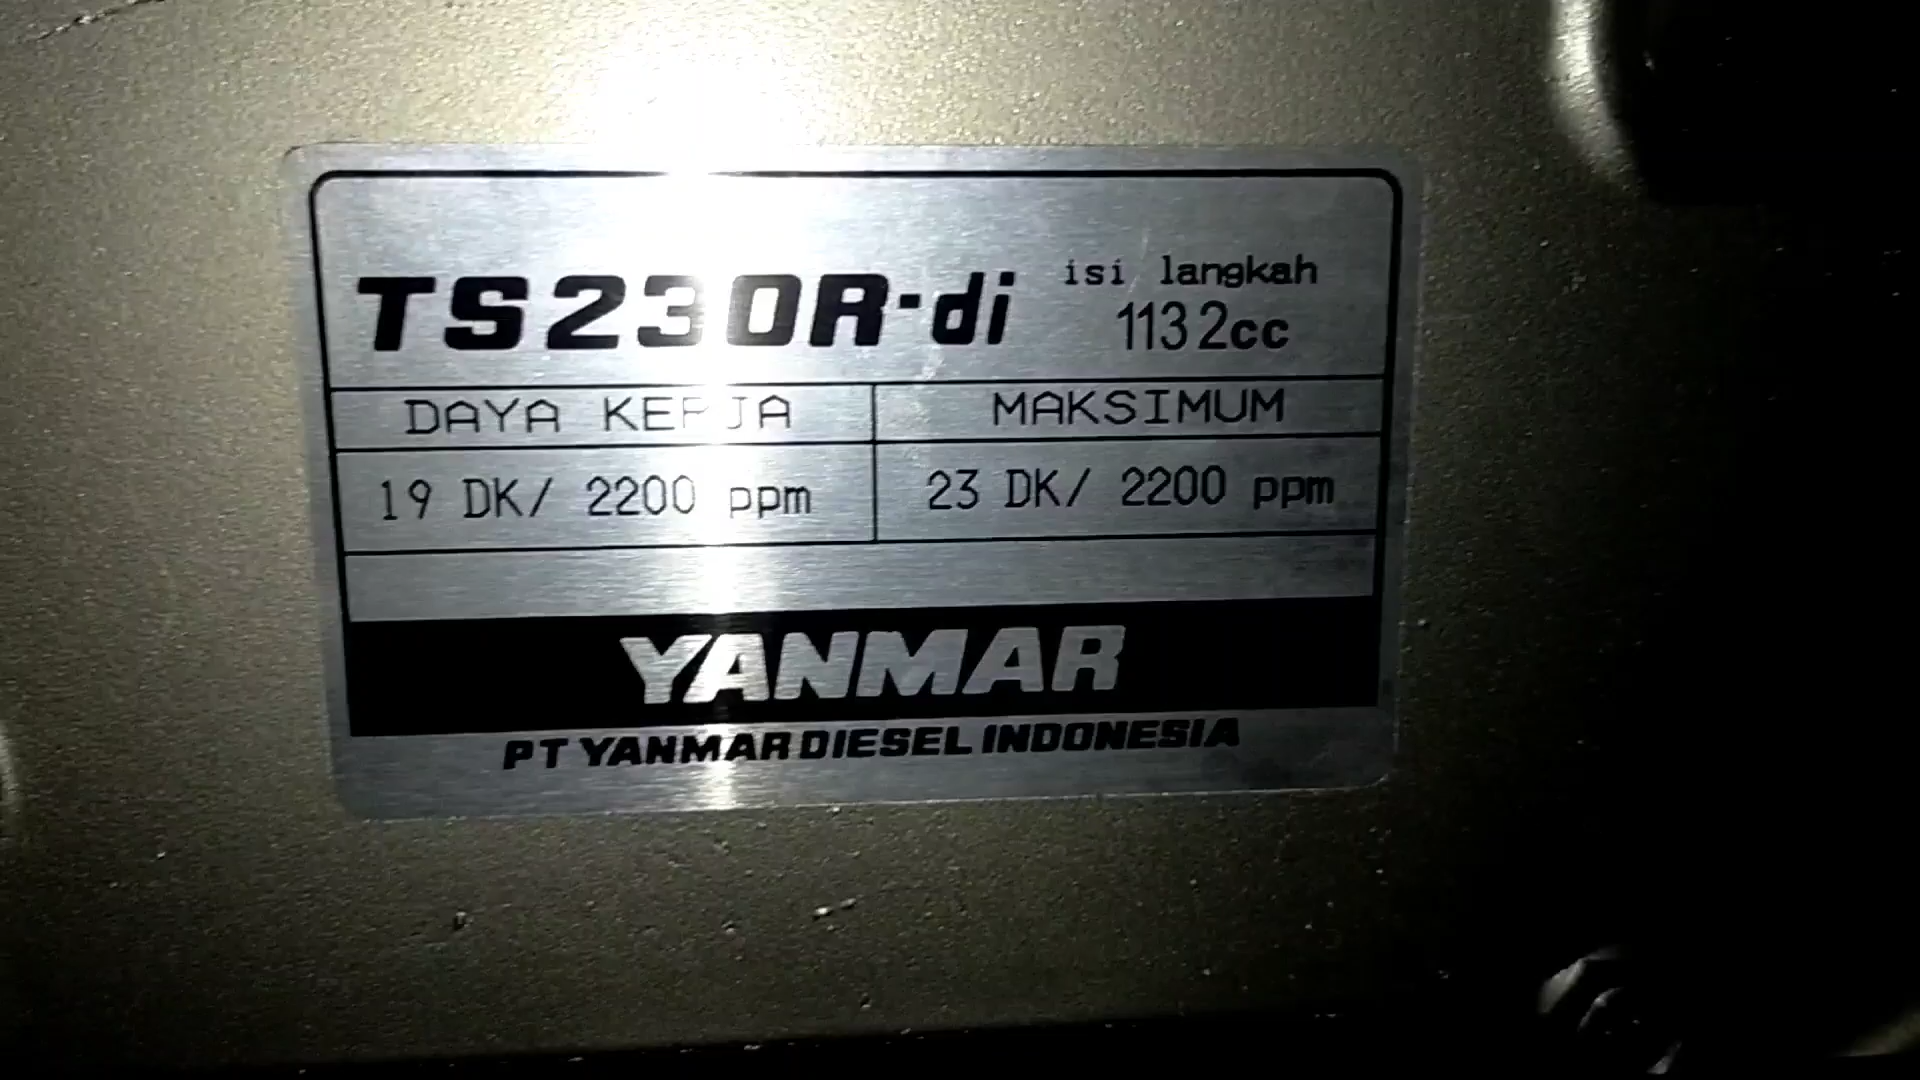 TS230R-di isi langkah
1132cc
DAYA KERJA MAKSIMUM
19 DK/ 2200 ppm 23 DK/ 2200 ppm
YANMAR
PT YANMAR DIESEL INDONESIA